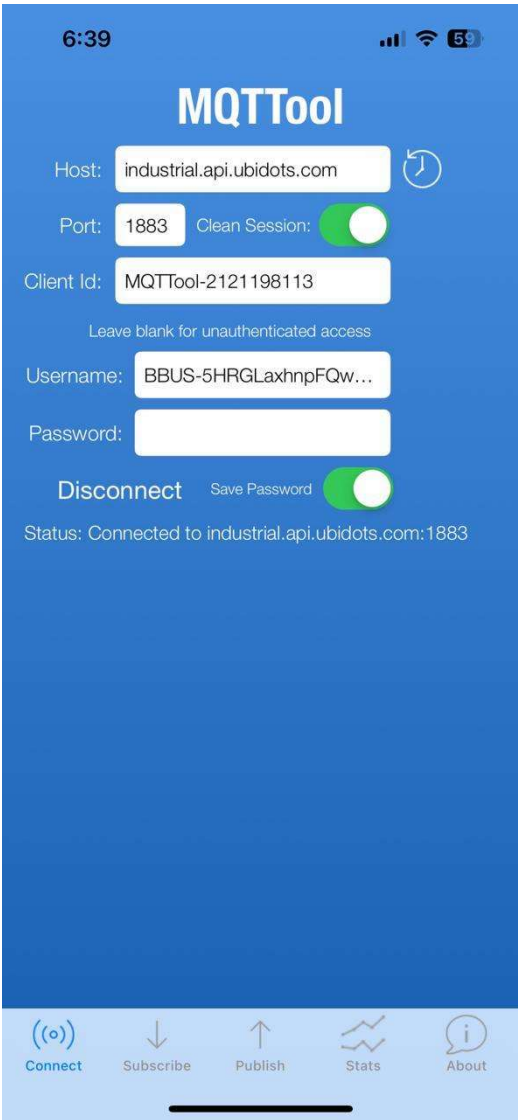 6:39
59
MQTTool
Host: industrial.api.ubidots.com
Port: 1883 Clean Session:
Client Id: MQTTool-2121198113
Leave blank for unauthenticated access
Username: BBUS-5HRGLaxhnpFQw...
Password:
Disconnect Save Password
Status: Connected to industrial.api.ubidots.com:1883
Connect Subscribe Publish Stats About